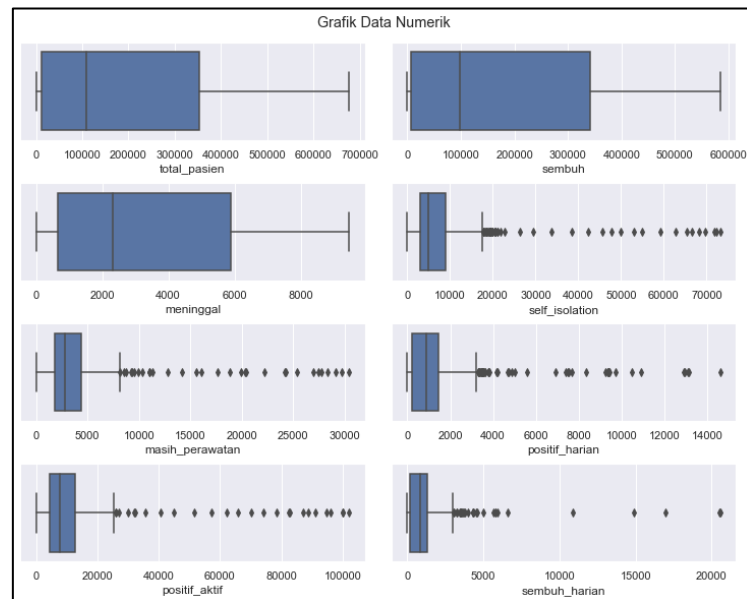 Grafik Data Numerik
0 100000 200000 300000 400000 500000 600000 700000
total_pasien
0 200000 400000 600000
sembuh
0 2000 4000 6000 8000
meninggal
0 10000 20000 30000 40000 50000 60000 70000
self_isolation
0 5000 10000 15000 20000 25000 30000
masih_perawatan
0 2000 4000 6000 8000 10000 12000 14000
positif_harian
0 20000 40000 60000 80000 100000
positif_aktif
0 5000 10000 15000 20000
sembuh_harian